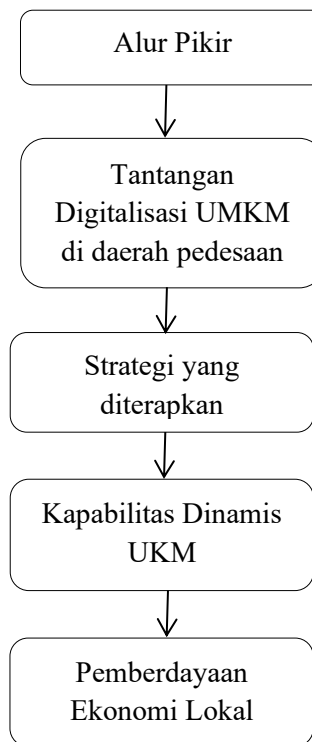 Alur Pikir
Tantangan
Digitalisasi UMKM
di daerah pedesaan
Strategi yang
diterapkan
Kapabilitas Dinamis
UKM
Pemberdayaan
Ekonomi Lokal